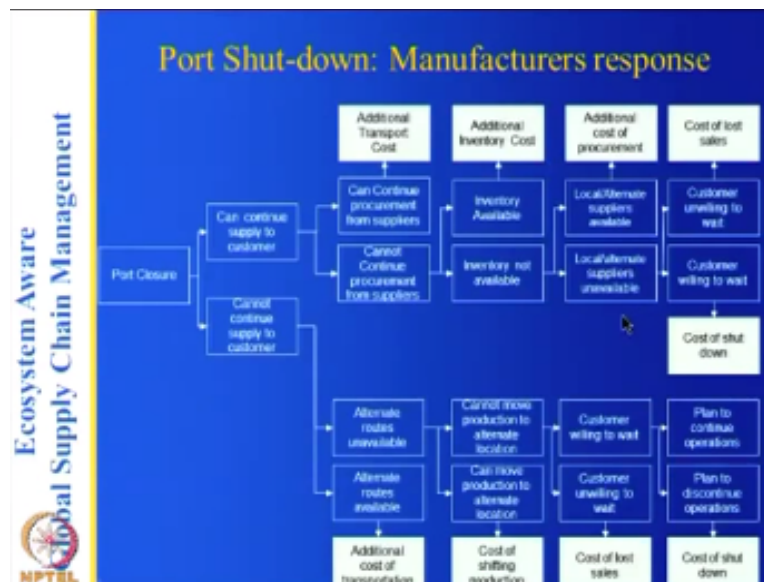 Port Shut-down: Manufacturers response
Ecosystem Aware
Global Supply Chain Management
Additional
Transport
Cost
Additional
Inventory Cost
Additional
cost of
procurement
Cost of lost
sales
Can continue
supply to
customer
Can Continue
procurement
from suppliers
Inventory
Available
Local/Alternate
suppliers
available
Customer
unwilling to
wait
Port Closure
Cannot
Continue
procurement
from suppliers
Inventory not
available
Local/alternate
suppliers
unavailable
Customer
willing to wait
Cannot
continue
supply to
customer
Cost of shut
down
Alternate
routes
unavailable
Cannot move
production to
alternate
location
Customer
willing to wait
Plan to
continue
operations
Alternate
routes
available
Can move
production to
alternate
location
Customer
unwilling to
wait
Plan to
discontinue
operations
Additional
cost of
transportation
Cost of
shifting
production
Cost of lost
sales
Cost of shut
down
NPTEL